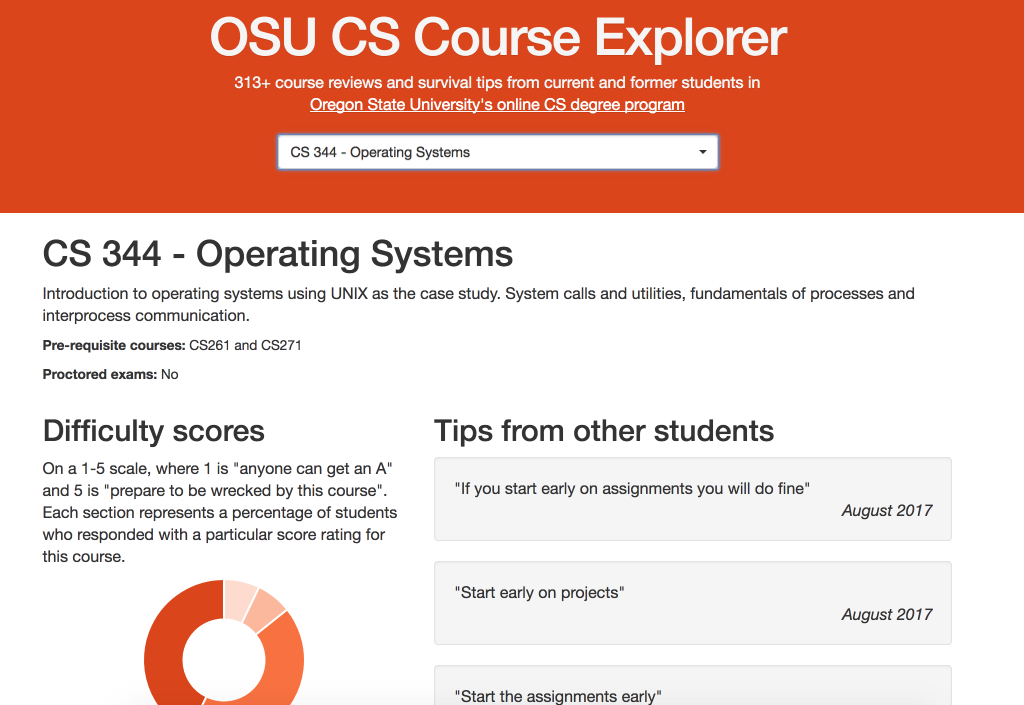 OSU CS Course Explorer
313+ course reviews and survival tips from current and former students in
Oregon State University's online CS degree program
CS 344 - Operating Systems
CS 344 - Operating Systems
Introduction to operating systems using UNIX as the case study. System calls and utilities, fundamentals of processes and
interprocess communication.
Pre-requisite courses: CS261 and CS271
Proctored exams: No
Difficulty scores
On a 1-5 scale, where 1 is "anyone can get an A"
and 5 is "prepare to be wrecked by this course".
Each section represents a percentage of students
who responded with a particular score rating for
this course.
Tips from other students
"If you start early on assignments you will do fine"
August 2017
"Start early on projects"
August 2017
"Start the assignments early"